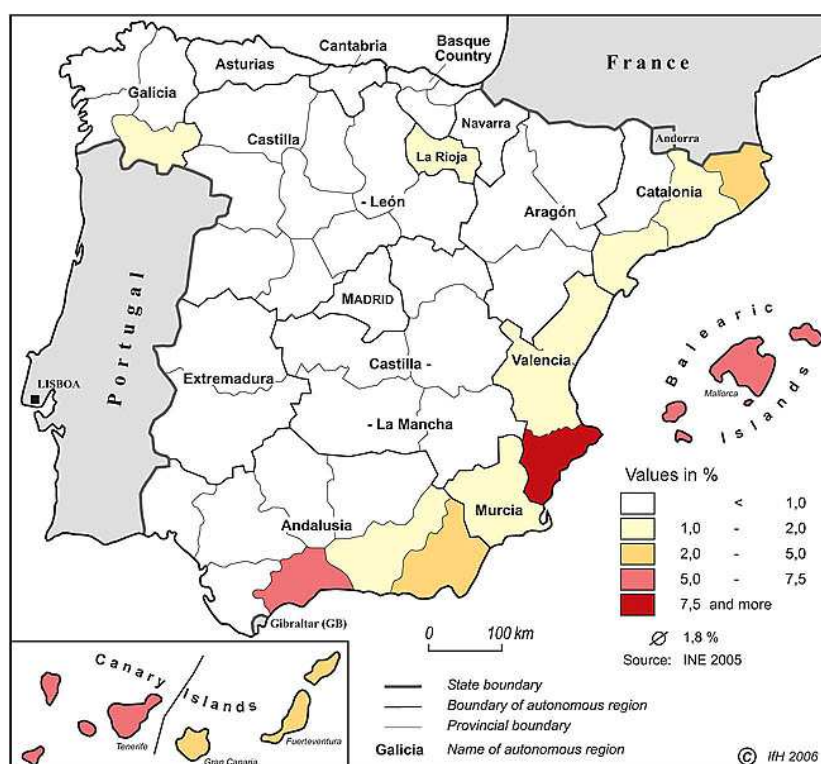 Cantabria
Basque
Country
France
Asturias
Galicia
Navarra
Andorra
Castilla
La Rioja
Catalonia
- León
Aragón
MADRID
Portugal
Balearic
Islands
Mallorca
Castilla -
Valencia
Extremadura
LISBOA
- La Mancha
Values in %
< 1,0
1,0 - 2,0
2,0 - 5,0
5,0 - 7,5
7,5 and more
Ø 1,8 %
Source: INE 2005
Murcia
Andalusia
Gibraltar (GB)
0 100 km
Canary Islands
Tenerife
Gran Canaria
Fuerteventura
State boundary
Boundary of autonomous region
Provincial boundary
Galicia Name of autonomous region
© IfH 2006